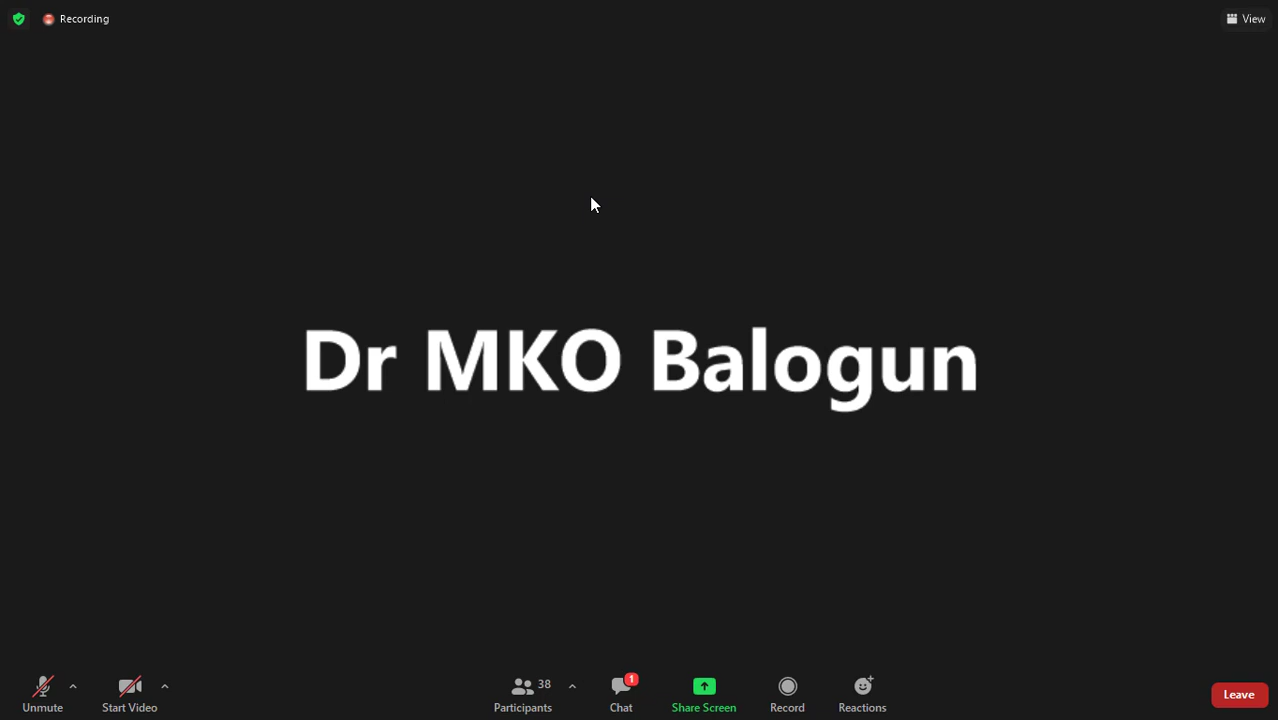 Recording
View
Dr MKO Balogun
Unmute
Start Video
38
Participants
1
Chat
Share Screen
Record
Reactions
Leave